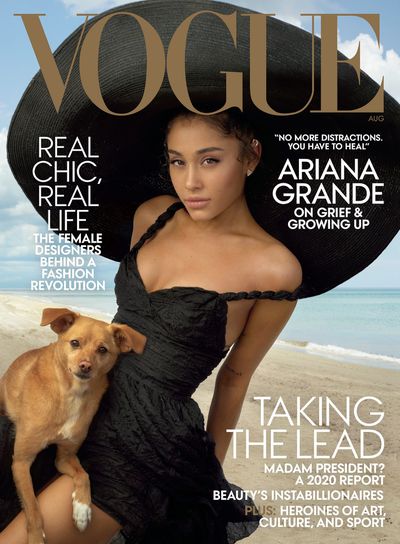 VOGUE
AUG
REAL
CHIC,
REAL
LIFE
THE FEMALE
DESIGNERS
BEHIND A
FASHION
REVOLUTION
“NO MORE DISTRACTIONS.
YOU HAVE TO HEAL”
ARIANA
GRANDE
ON GRIEF &
GROWING UP
TAKING
THE LEAD
MADAM PRESIDENT?
A 2020 REPORT
BEAUTY’S INSTABILLIONAIRES
PLUS: HEROINES OF ART,
CULTURE, AND SPORT